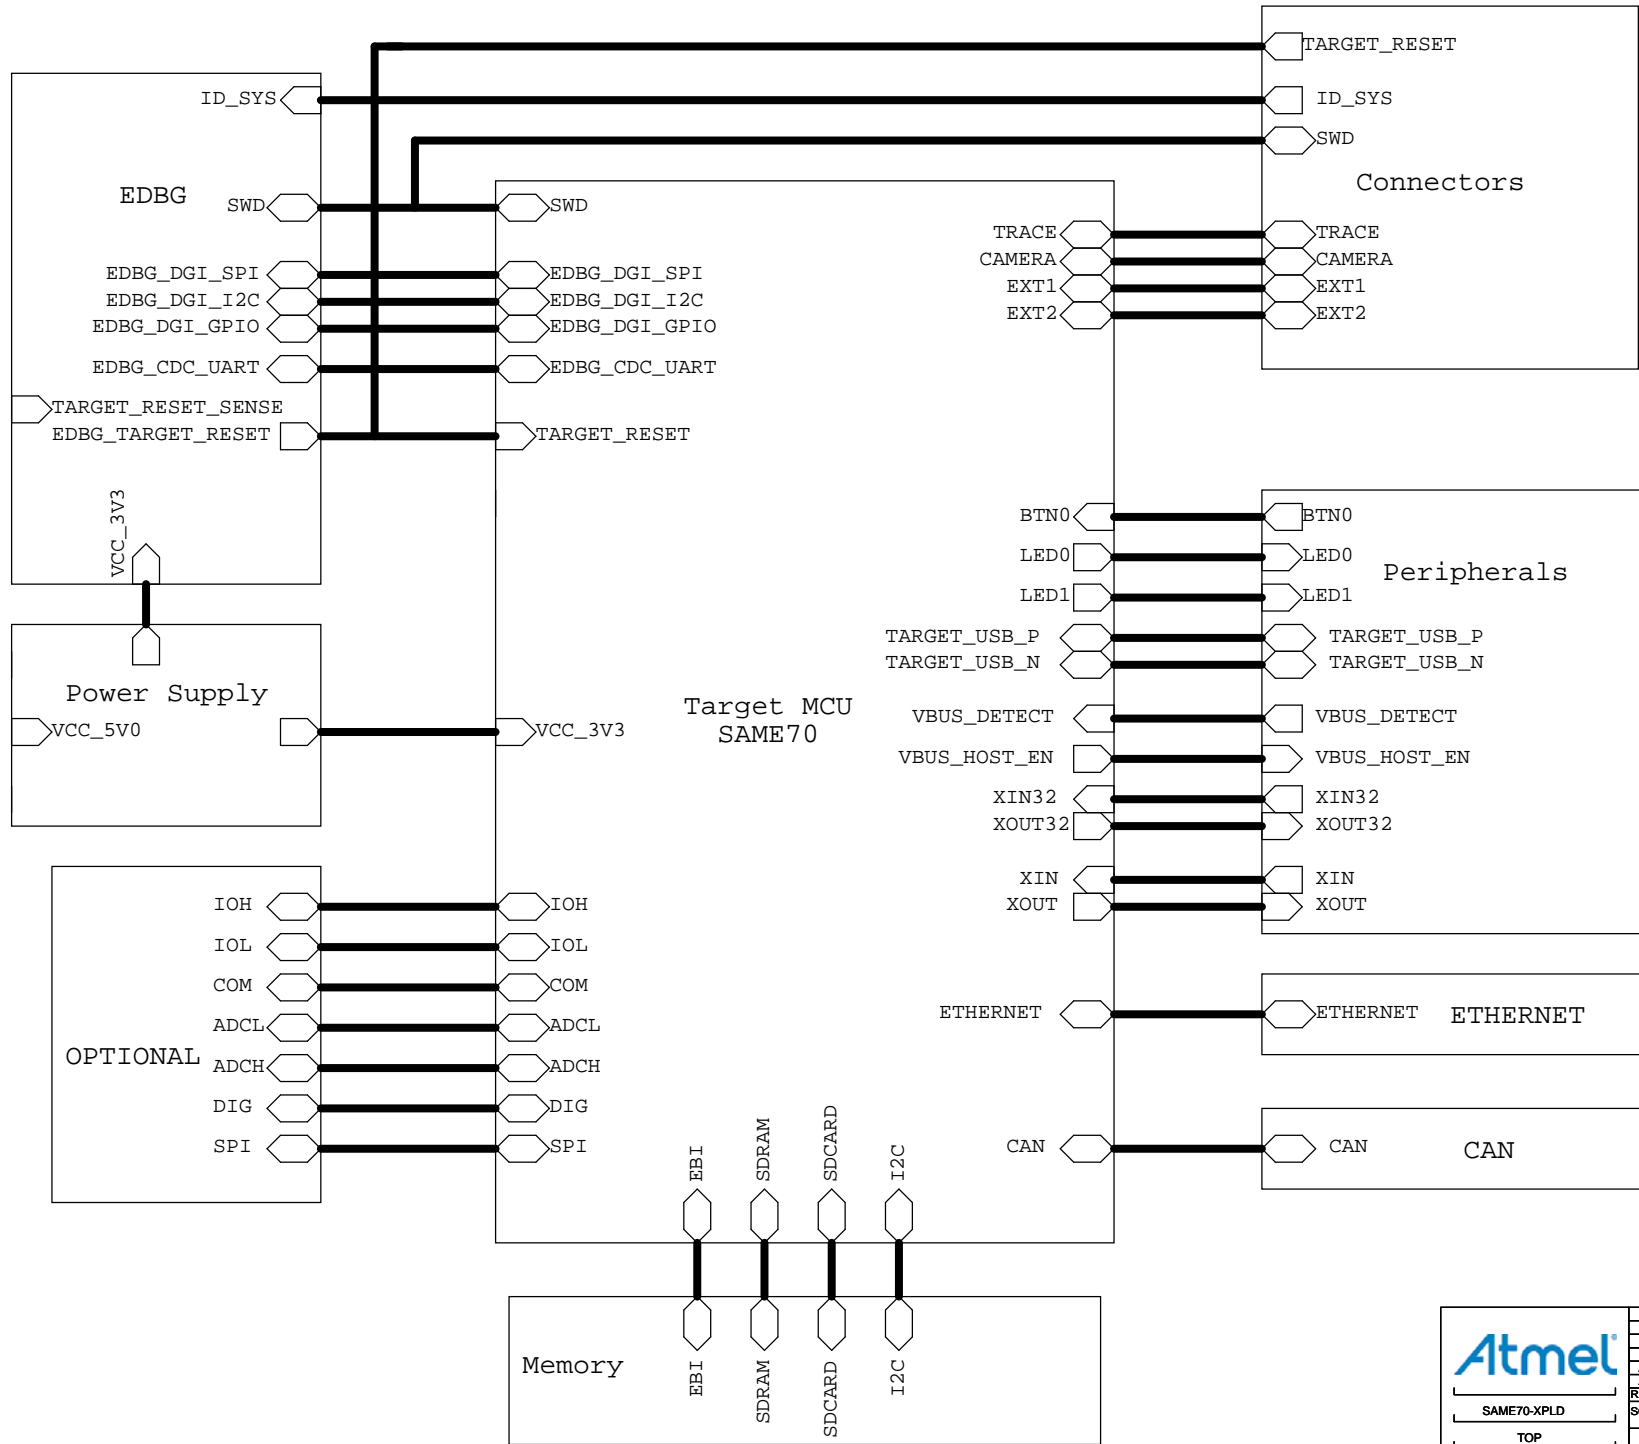 TARGET_RESET
ID_SYS
ID_SYS
SWD
Connectors
EDBG
SWD
SWD
TRACE
TRACE
CAMERA
CAMERA
EXT1
EXT1
EXT2
EXT2
EDBG_DGI_SPI
EDBG_DGI_SPI
EDBG_DGI_I2C
EDBG_DGI_I2C
EDBG_DGI_GPIO
EDBG_DGI_GPIO
EDBG_CDC_UART
EDBG_CDC_UART
TARGET_RESET_SENSE
EDBG_TARGET_RESET
TARGET_RESET
VCC_3V3
BTN0
BTN0
LED0
LED0
Peripherals
LED1
LED1
TARGET_USB_P
TARGET_USB_P
TARGET_USB_N
TARGET_USB_N
Power Supply
Target MCU
SAME70
VCC_5V0
VCC_3V3
VBUS_DETECT
VBUS_DETECT
VBUS_HOST_EN
VBUS_HOST_EN
XIN32
XIN32
XOUT32
XOUT32
XIN
XIN
XOUT
XOUT
IOH
IOH
IOL
IOL
COM
COM
ADCL
ADCL
OPTIONAL
ADCH
ADCH
DIG
DIG
SPI
SPI
ETHERNET
ETHERNET
ETHERNET
CAN
CAN
CAN
EBI
SDRAM
SDCARD
I2C
Memory
EBI
SDRAM
SDCARD
I2C
Atmel
SAME70-XPLD
TOP